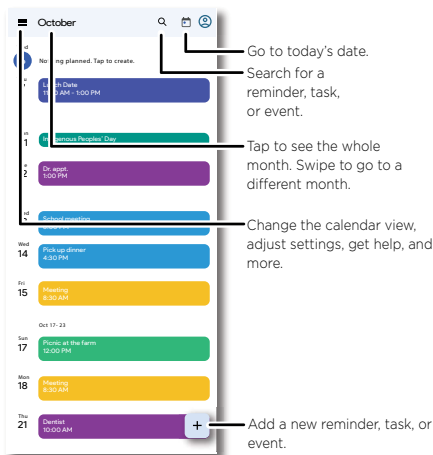 October
Go to today's date.
No      ng planned. Tap to create.
Search for a
reminder, task,
or event.
Lunch Date
11:00 AM - 1:00 PM
Indigenous Peoples' Day
Tap to see the whole
month. Swipe to go to a
different month.
Dr. appt.
1:00 PM
School meeting
Change the calendar view,
adjust settings, get help, and
more.
Wed
14
Pick up dinner
4:30 PM
Fri
15
Meeting
8:30 AM
Oct 17- 23
Sun
17
Picnic at the farm
12:00 PM
Mon
18
Meeting
8:30 AM
Thu
21
Dentist
10:00 AM
+
Add a new reminder, task, or
event.